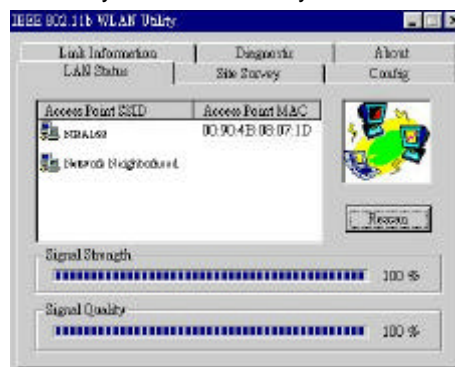 IEEE 802.11b WLAN Utility
Link Information Diagnostic About
LAN Status Site Survey Config
Access Point SSID Access Point MAC
00:90:4B:08:07:1D
Network Neighborhood
Rescan
Signal Strength
100 %
Signal Quality
100 %